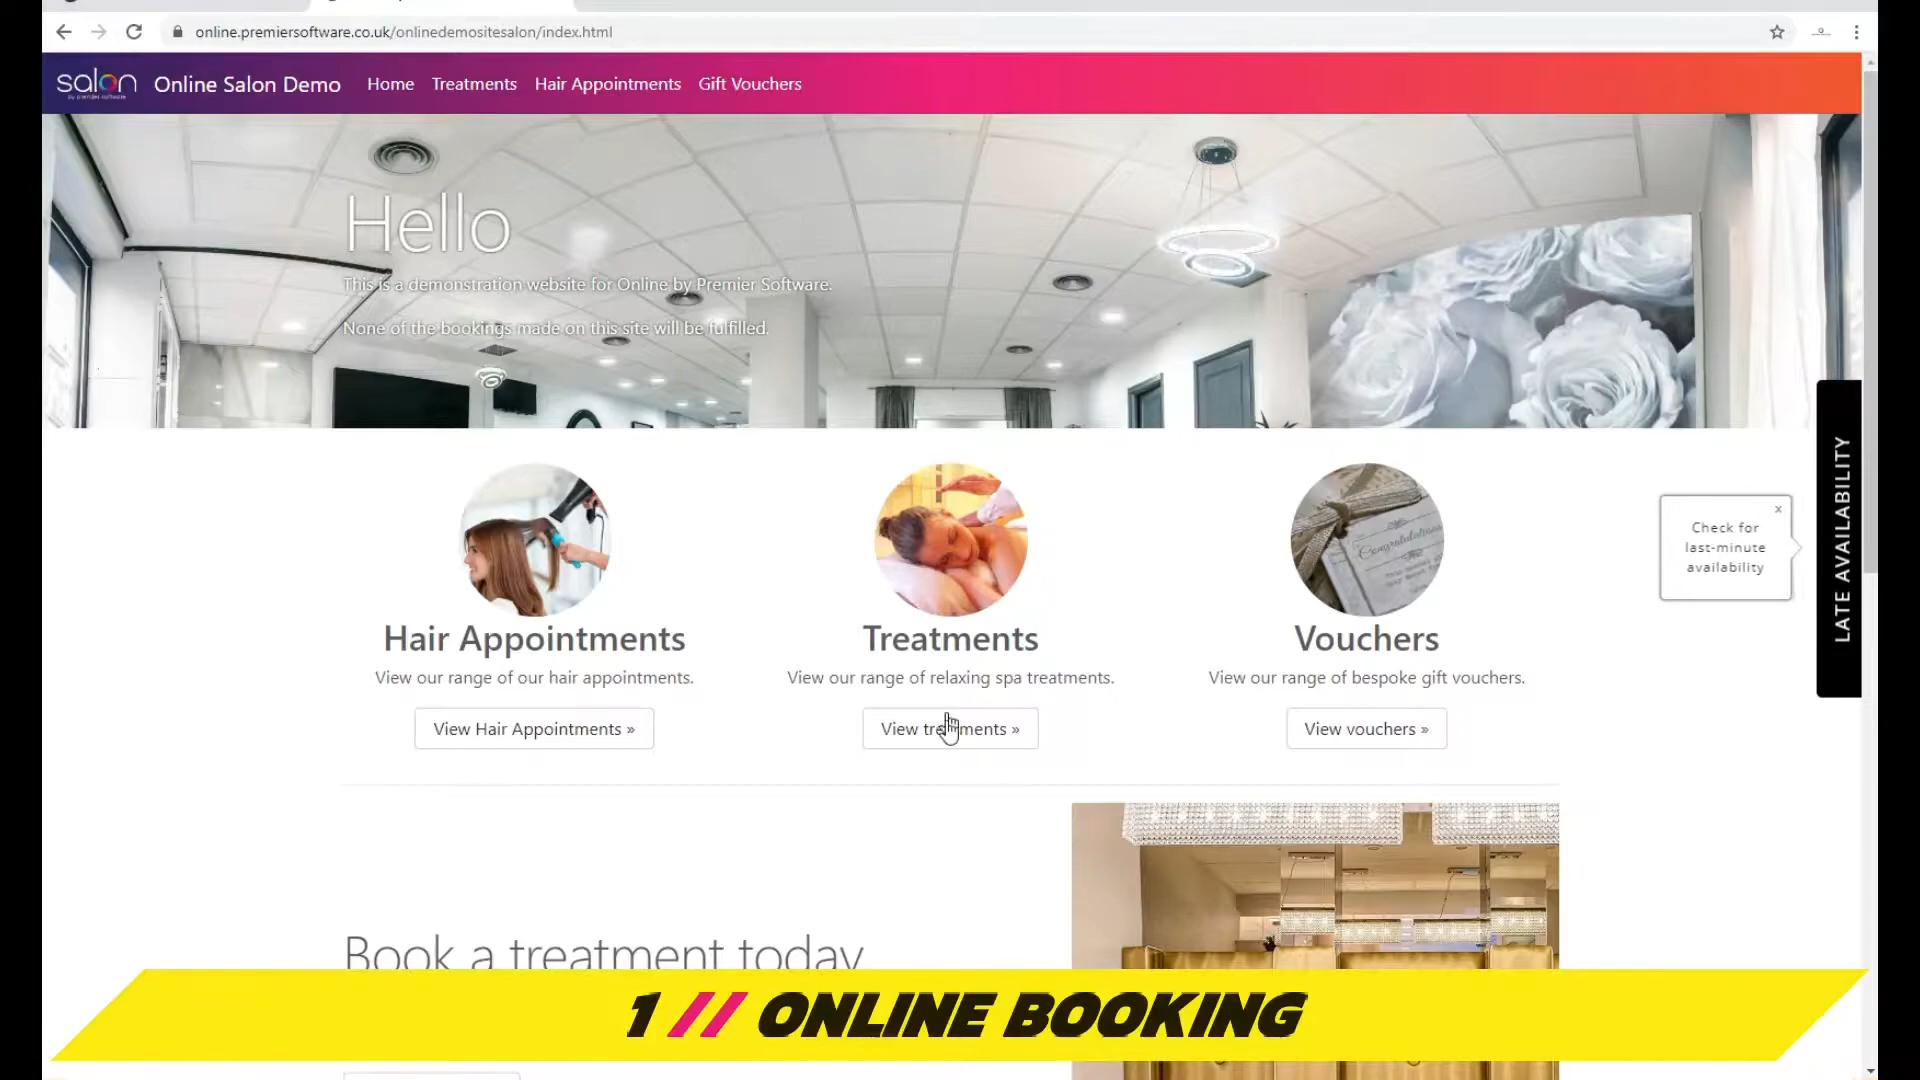 online.premiersoftware.co.uk/onlinedemositesalon/index.html
salon
by premier software
Online Salon Demo
Home
Treatments
Hair Appointments
Gift Vouchers
Hello
This is a demonstration website for Online by Premier Software.
None of the bookings made on this site will be fulfilled.
Congratulations
x
Check for
last-minute
availability
LATE AVAILABILITY
Hair Appointments
View our range of our hair appointments.
View Hair Appointments »
Treatments
View our range of relaxing spa treatments.
View treatments »
Vouchers
View our range of bespoke gift vouchers.
View vouchers »
Book a treatment today
1 // ONLINE BOOKING